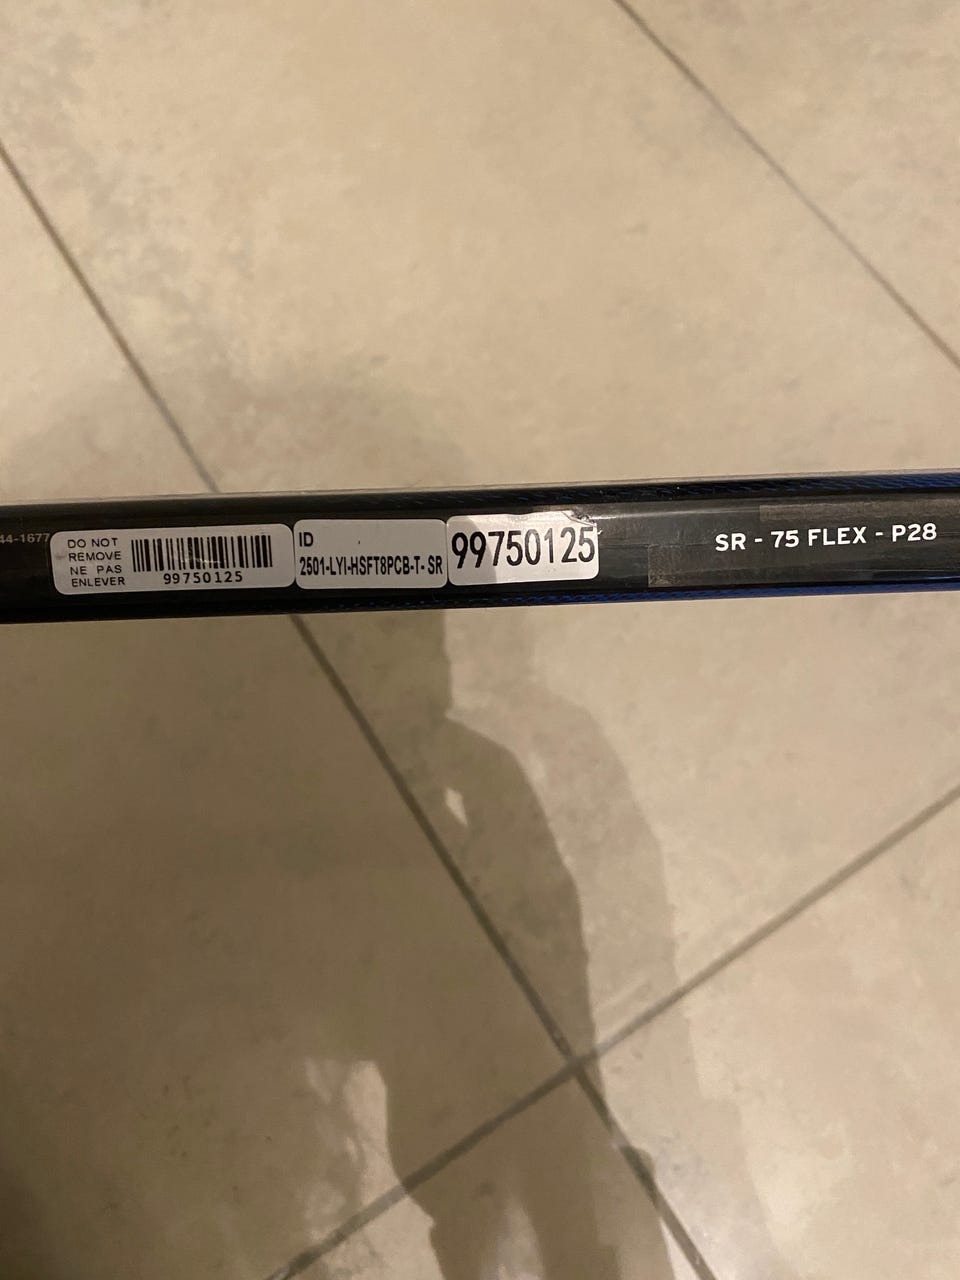 44-1677
DO NOT
REMOVE
NE PAS
ENLEVER
99750125
ID
2501-LYI-HSFT8PCB-T- SR
99750125
SR - 75 FLEX - P28